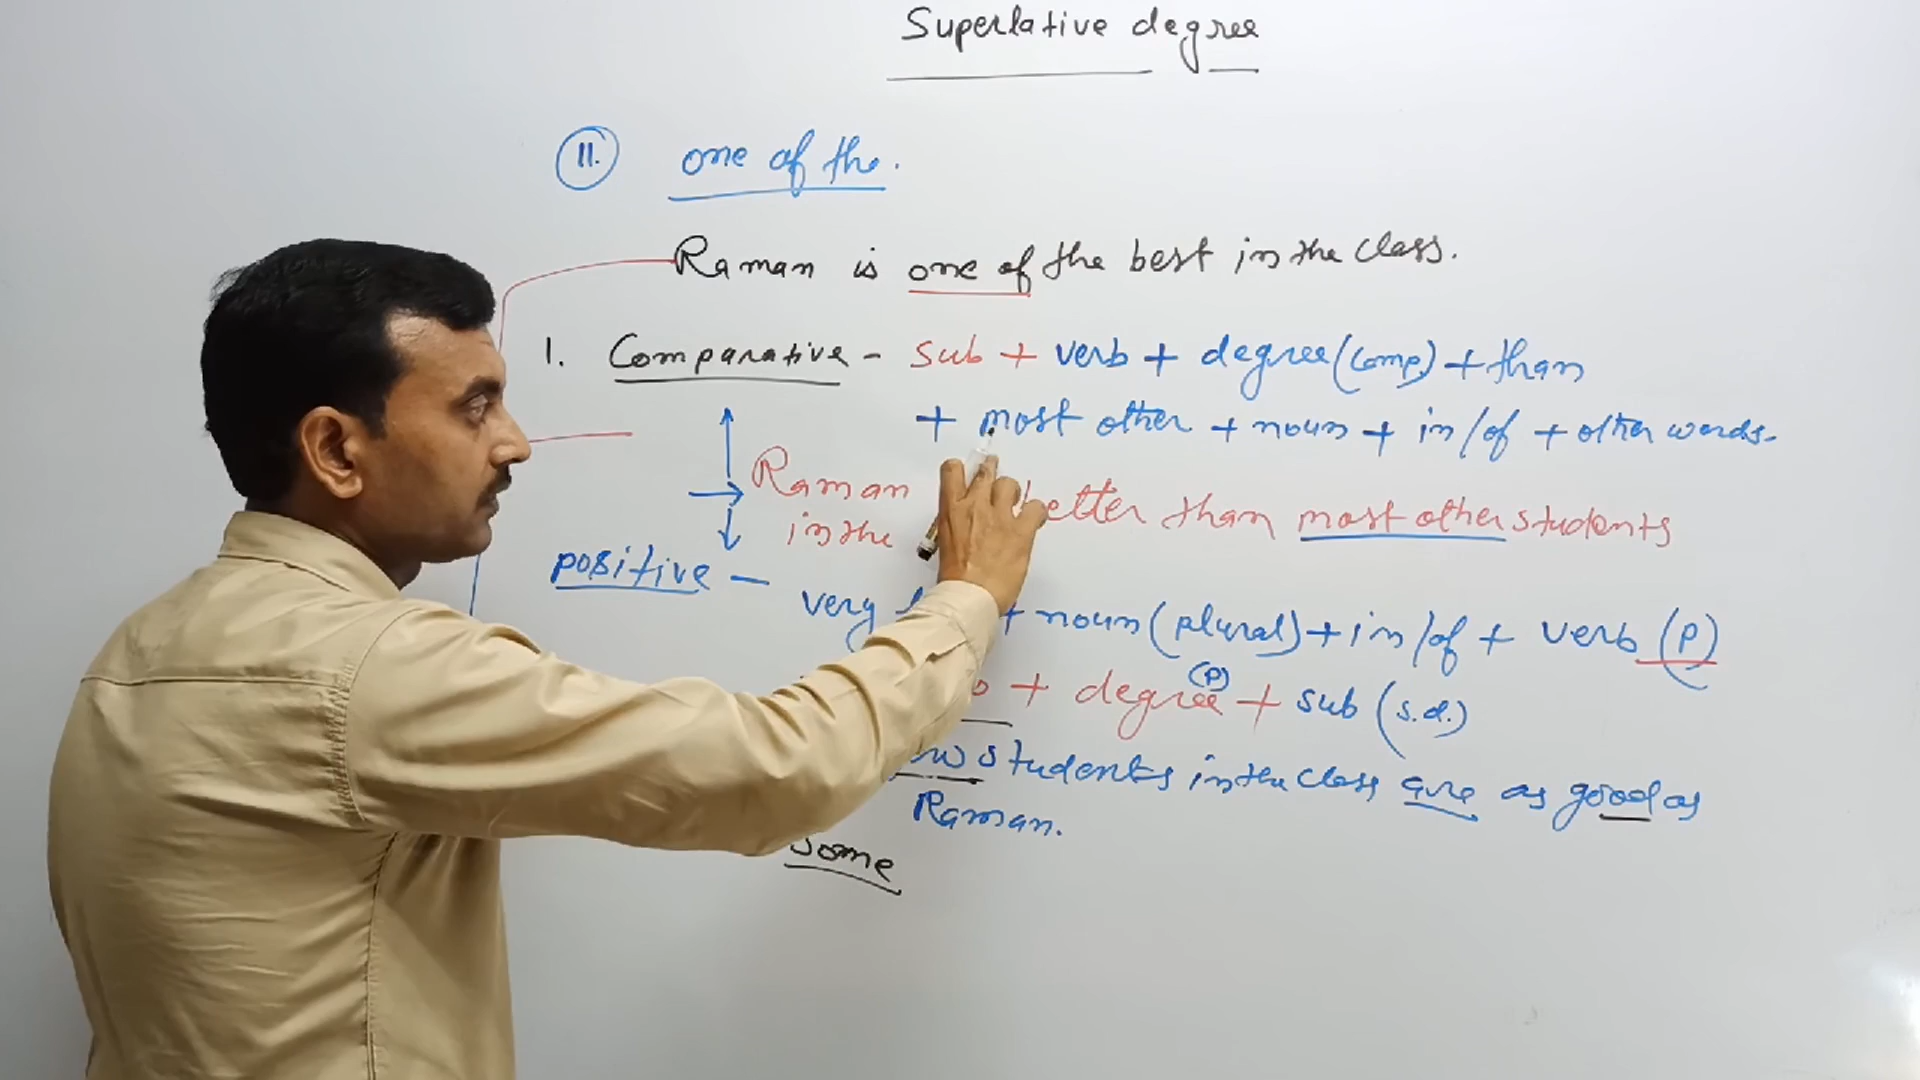 Superlative degree
II. one of the.
Raman is one of the best in the class.
1. Comparative - sub + verb + degree (comp) + than
+ most other + noun + in/of + other words.
Raman better than most other students
in the
positive - very + noun (plural) + in/of + verb (p)
+ degree (p) + sub (s.d.)
students in the class are as good as
Raman.
Some